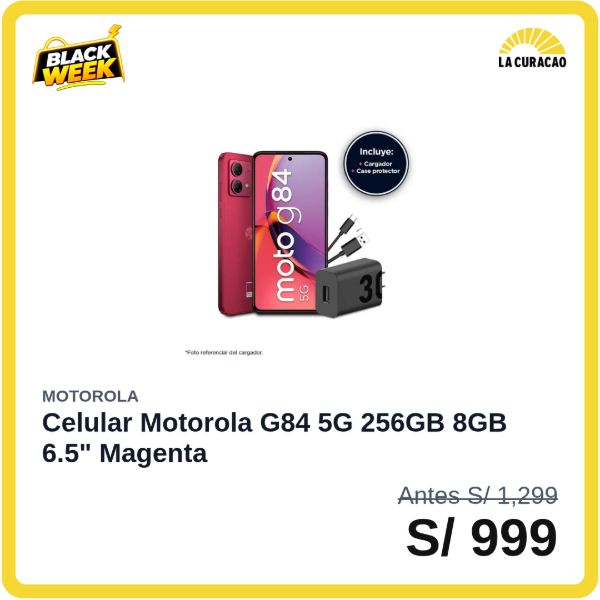 BLACK
WEEK
LA CURACAO
Incluye:
+ Cargador
+ Case protector
moto g84
5G
30
*Foto referencial del cargador.
MOTOROLA
Celular Motorola G84 5G 256GB 8GB
6.5" Magenta
Antes S/ 1,299
S/ 999